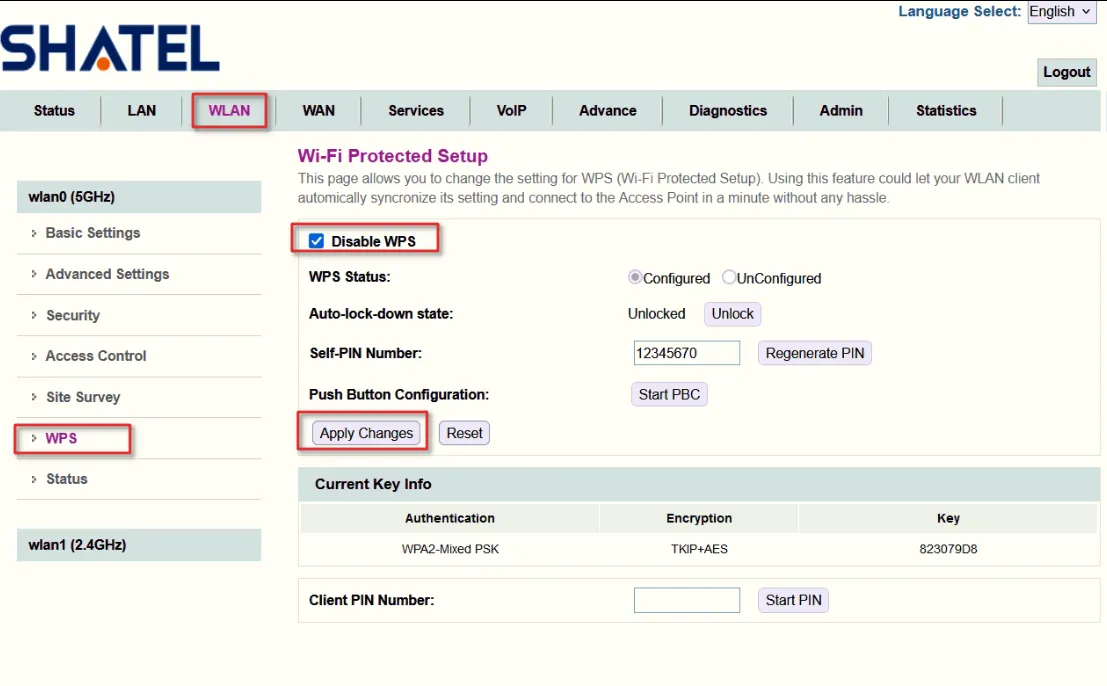 Language Select: English
SHATEL
Logout
Status LAN WLAN WAN Services VoIP Advance Diagnostics Admin Statistics
wlan0 (5GHz)
Basic Settings
Advanced Settings
Security
Access Control
Site Survey
WPS
Status
wlan1 (2.4GHz)
Wi-Fi Protected Setup
This page allows you to change the setting for WPS (Wi-Fi Protected Setup). Using this feature could let your WLAN client
automically syncronize its setting and connect to the Access Point in a minute without any hassle.
Disable WPS
WPS Status: Configured UnConfigured
Auto-lock-down state: Unlocked Unlock
Self-PIN Number: 12345670 Regenerate PIN
Push Button Configuration: Start PBC
Apply Changes Reset
Current Key Info
Authentication Encryption Key
WPA2-Mixed PSK TKIP+AES 823079D8
Client PIN Number: Start PIN